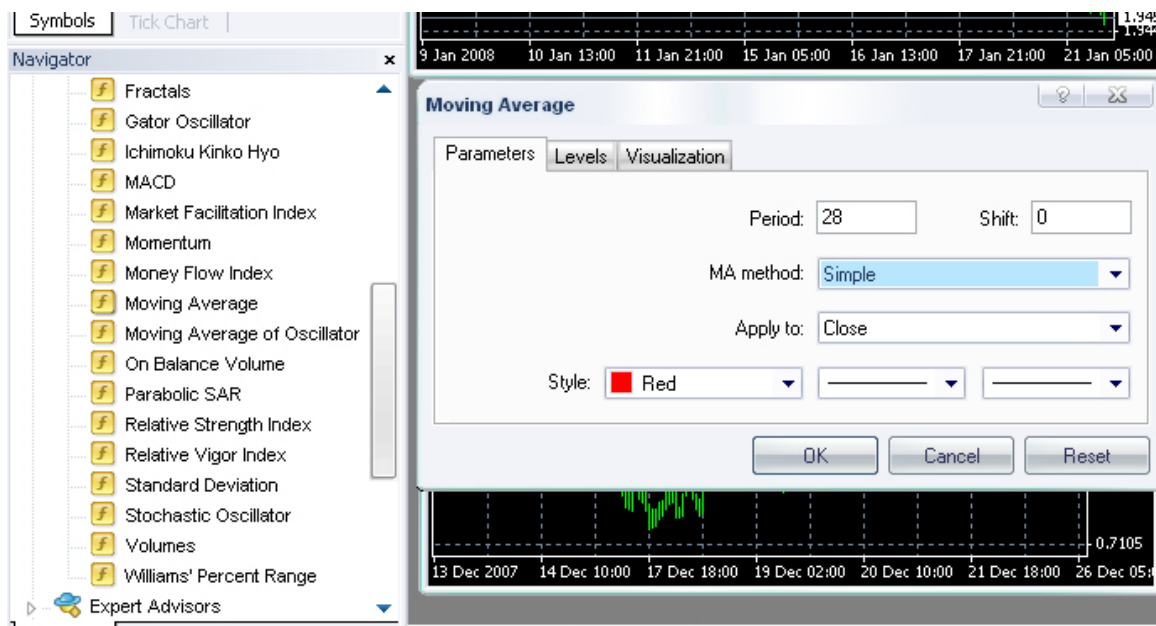 Symbols
Tick Chart
Navigator
x
Fractals
Gator Oscillator
Ichimoku Kinko Hyo
MACD
Market Facilitation Index
Momentum
Money Flow Index
Moving Average
Moving Average of Oscillator
On Balance Volume
Parabolic SAR
Relative Strength Index
Relative Vigor Index
Standard Deviation
Stochastic Oscillator
Volumes
Williams' Percent Range
Expert Advisors
9 Jan 2008 10 Jan 13:00 11 Jan 21:00 15 Jan 05:00 16 Jan 13:00 17 Jan 21:00 21 Jan 05:00
Moving Average
?
Parameters Levels Visualization
Period: 28 Shift: 0
MA method: Simple
Apply to: Close
Style: Red
OK Cancel Reset
0.7105
13 Dec 2007 14 Dec 10:00 17 Dec 18:00 19 Dec 02:00 20 Dec 10:00 21 Dec 18:00 26 Dec